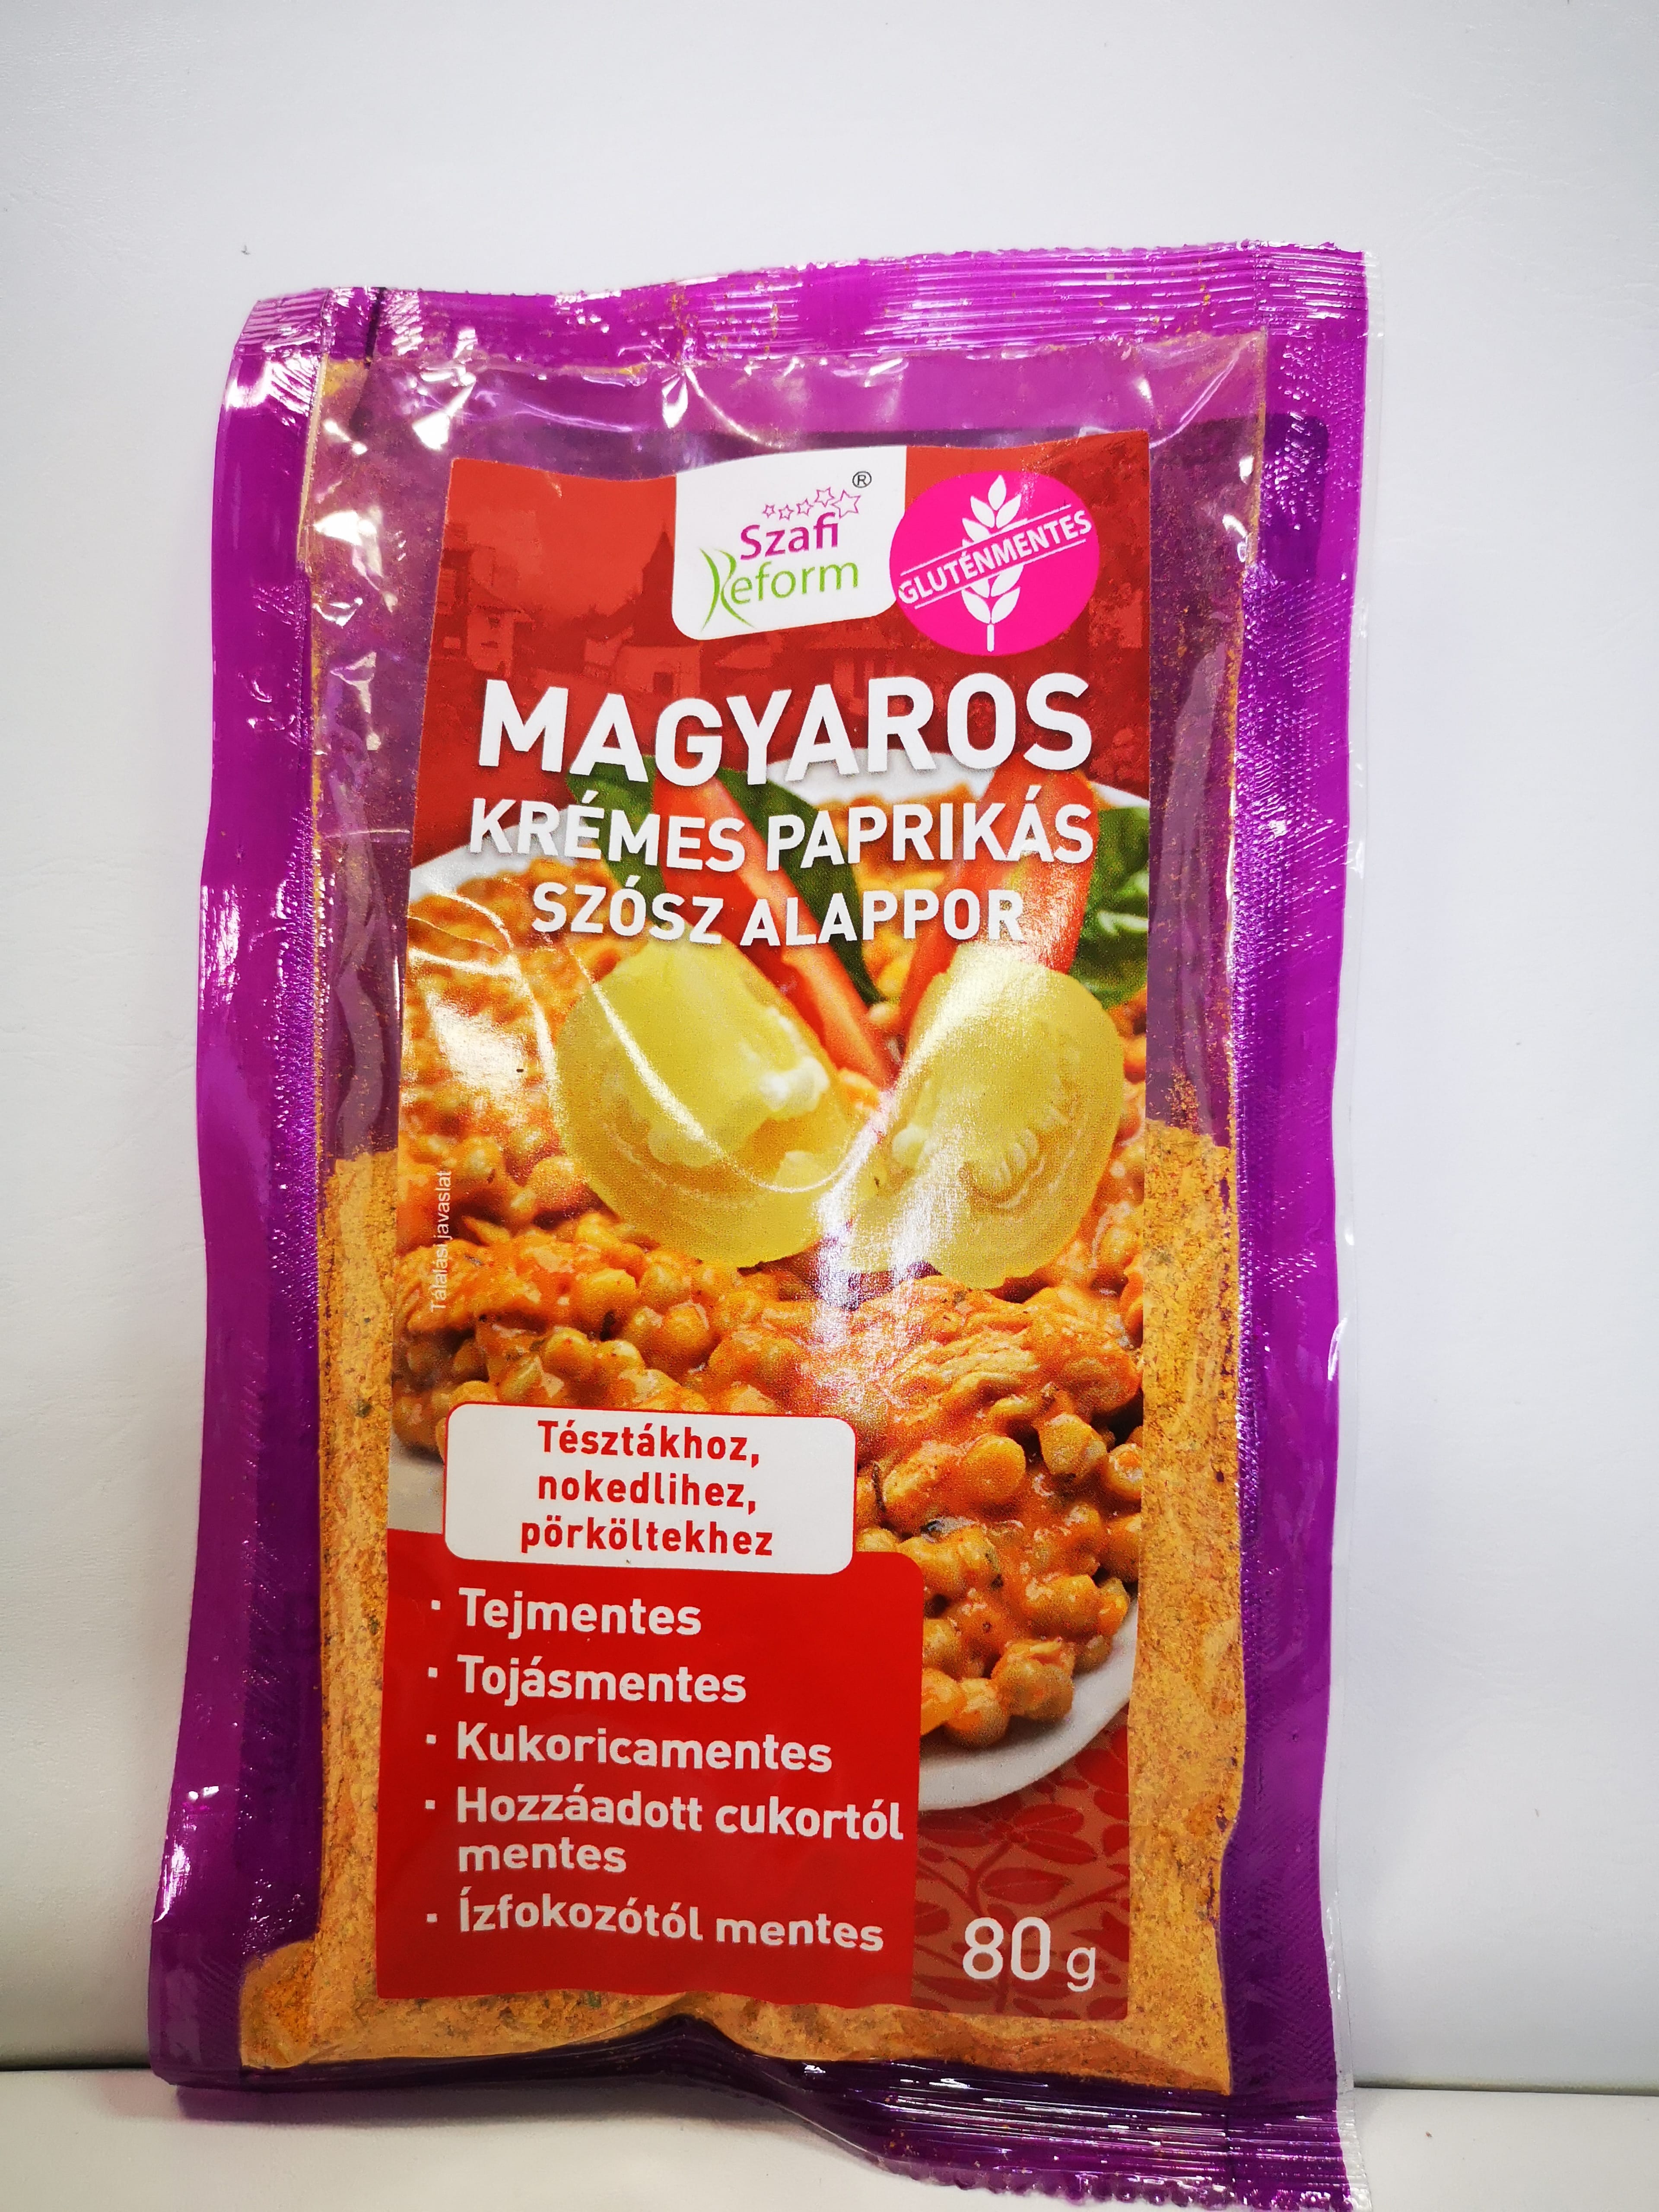 Szafi
Reform
®
GLUTÉNMENTES
MAGYAROS
KRÉMES PAPRIKÁS
SZÓSZ ALAPPOR
Tálalási javaslat
Tésztákhoz,
nokedlihez,
pörköltekhez
· Tejmentes
· Tojásmentes
· Kukoricamentes
· Hozzáadott cukortól
mentes
· Ízfokozótól mentes
80 g